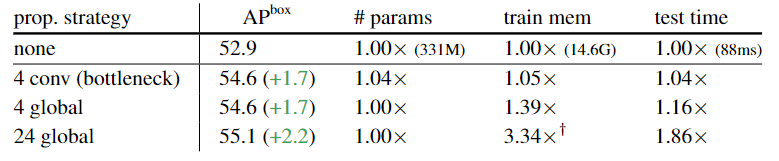 prop. strategy AP^box # params train mem test time
none 52.9 1.00× (331M) 1.00× (14.6G) 1.00× (88ms)
4 conv (bottleneck) 54.6 (+1.7) 1.04× 1.05× 1.04×
4 global 54.6 (+1.7) 1.00× 1.39× 1.16×
24 global 55.1 (+2.2) 1.00× 3.34׆ 1.86×